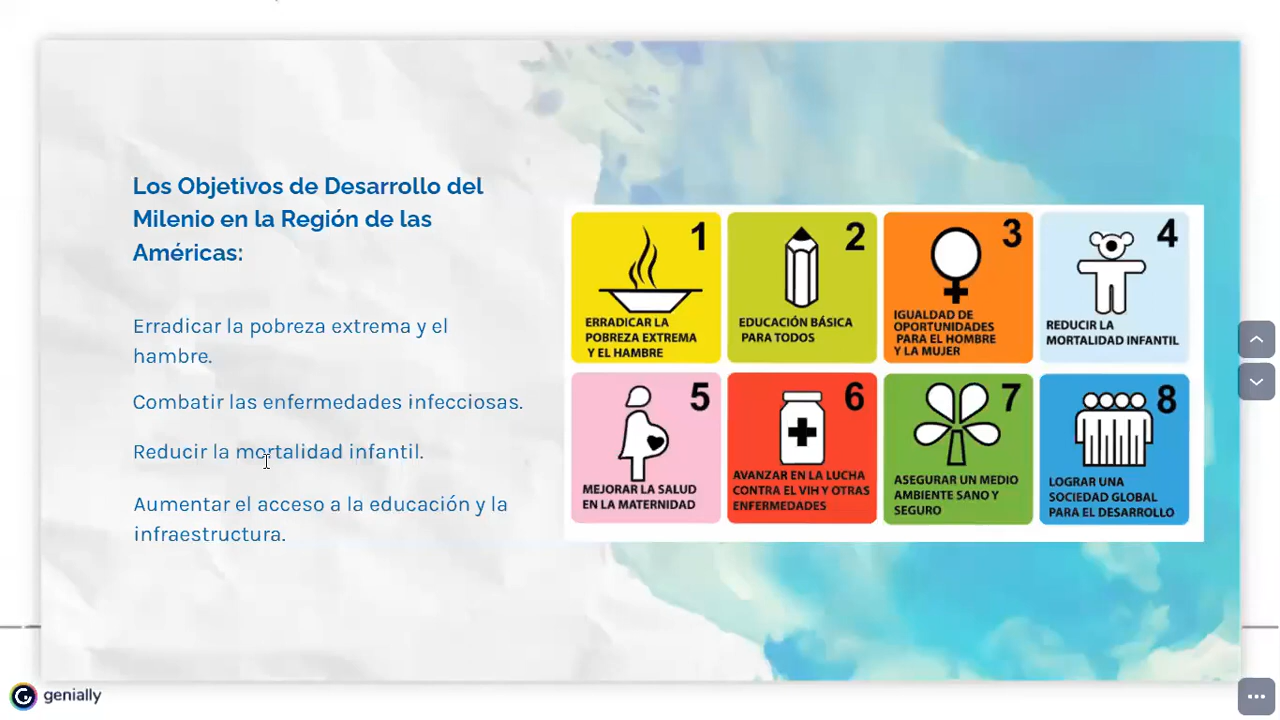 Los Objetivos de Desarrollo del
Milenio en la Región de las
Américas:
Erradicar la pobreza extrema y el
hambre.
Combatir las enfermedades infecciosas.
Reducir la mortalidad infantil.
Aumentar el acceso a la educación y la
infraestructura.
1
ERRADICAR LA
POBREZA EXTREMA
Y EL HAMBRE
2
EDUCACIÓN BÁSICA
PARA TODOS
3
IGUALDAD DE
OPORTUNIDADES
PARA EL HOMBRE
Y LA MUJER
4
REDUCIR LA
MORTALIDAD INFANTIL
5
MEJORAR LA SALUD
EN LA MATERNIDAD
6
AVANZAR EN LA LUCHA
CONTRA EL VIH Y OTRAS
ENFERMEDADES
7
ASEGURAR UN MEDIO
AMBIENTE SANO Y
SEGURO
8
LOGRAR UNA
SOCIEDAD GLOBAL
PARA EL DESARROLLO
genially